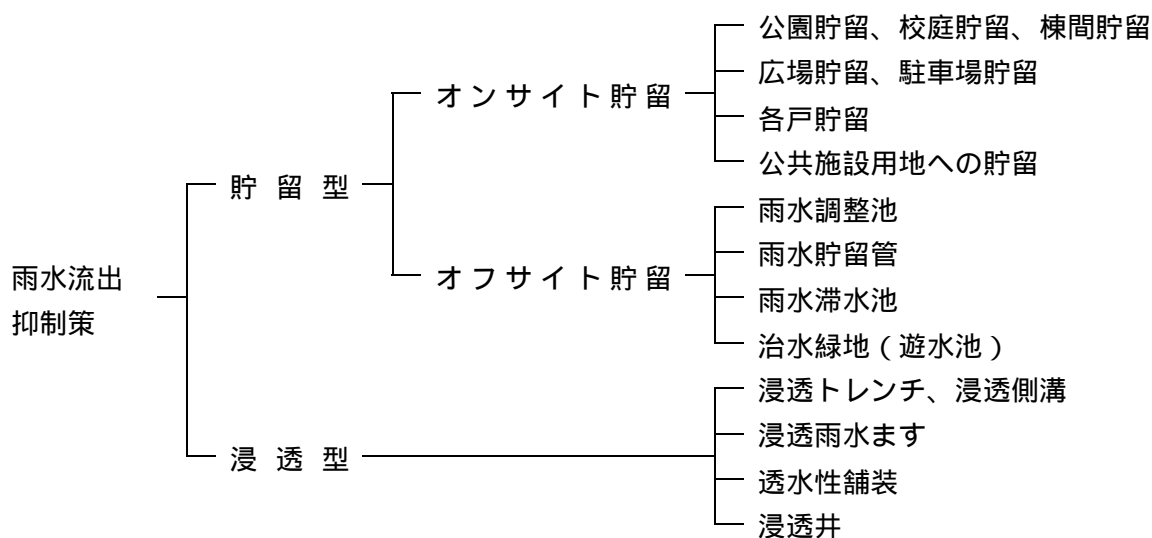 雨水流出
抑制策
貯留型
オンサイト貯留
公園貯留、校庭貯留、棟間貯留
広場貯留、駐車場貯留
各戸貯留
公共施設用地への貯留
オフサイト貯留
雨水調整池
雨水貯留管
雨水滞水池
治水緑地（遊水池）
浸透型
浸透トレンチ、浸透側溝
浸透雨水ます
透水性舗装
浸透井